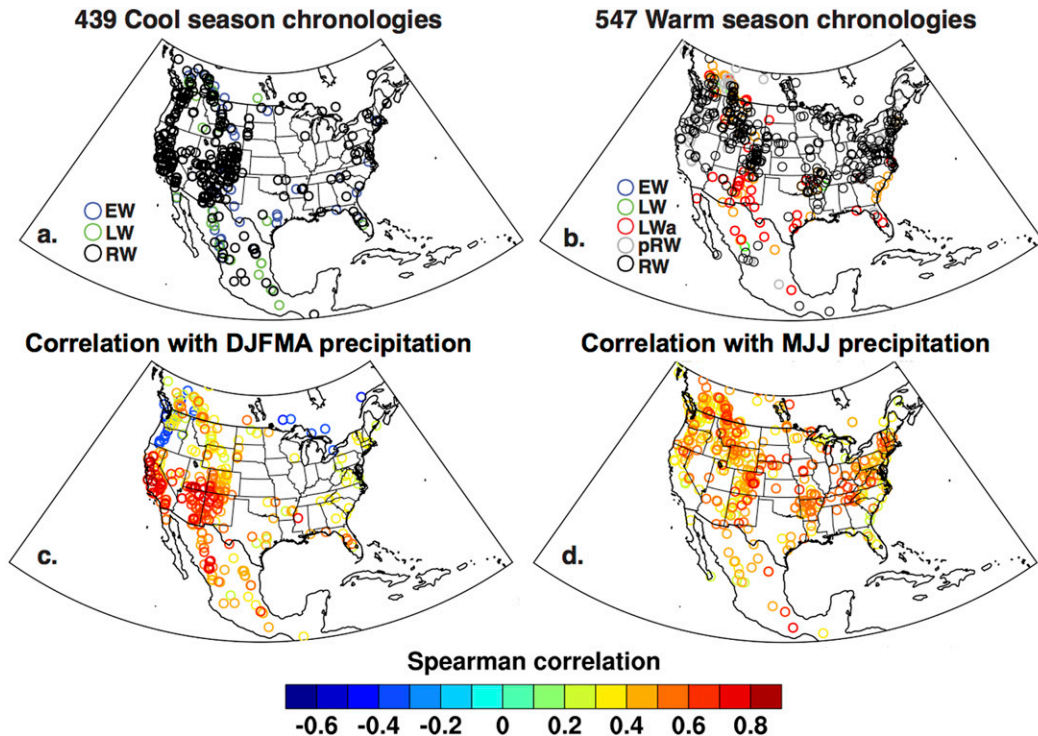 439 Cool season chronologies
547 Warm season chronologies
EW
LW
RW
a.
EW
LW
LWa
pRW
RW
b.
Correlation with DJFMA precipitation
Correlation with MJJ precipitation
c.
d.
Spearman correlation
-0.6 -0.4 -0.2 0 0.2 0.4 0.6 0.8